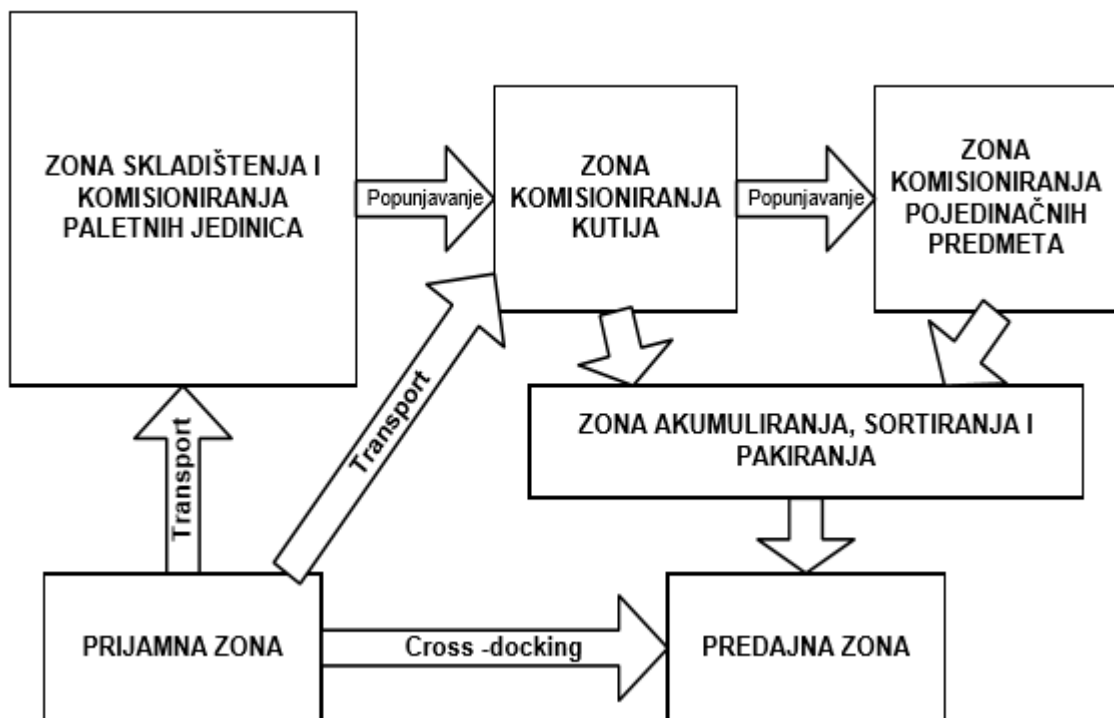 ZONA SKLADIŠTENJA I
KOMISIONIRANJA
PALETNIH JEDINICA
Popunjavanje
ZONA
KOMISIONIRANJA
KUTIJA
Popunjavanje
ZONA
KOMISIONIRANJA
POJEDINAČNIH
PREDMETA
Transport
Transport
ZONA AKUMULIRANJA, SORTIRANJA I
PAKIRANJA
PRIJAMNA ZONA
Cross -docking
PREDAJNA ZONA